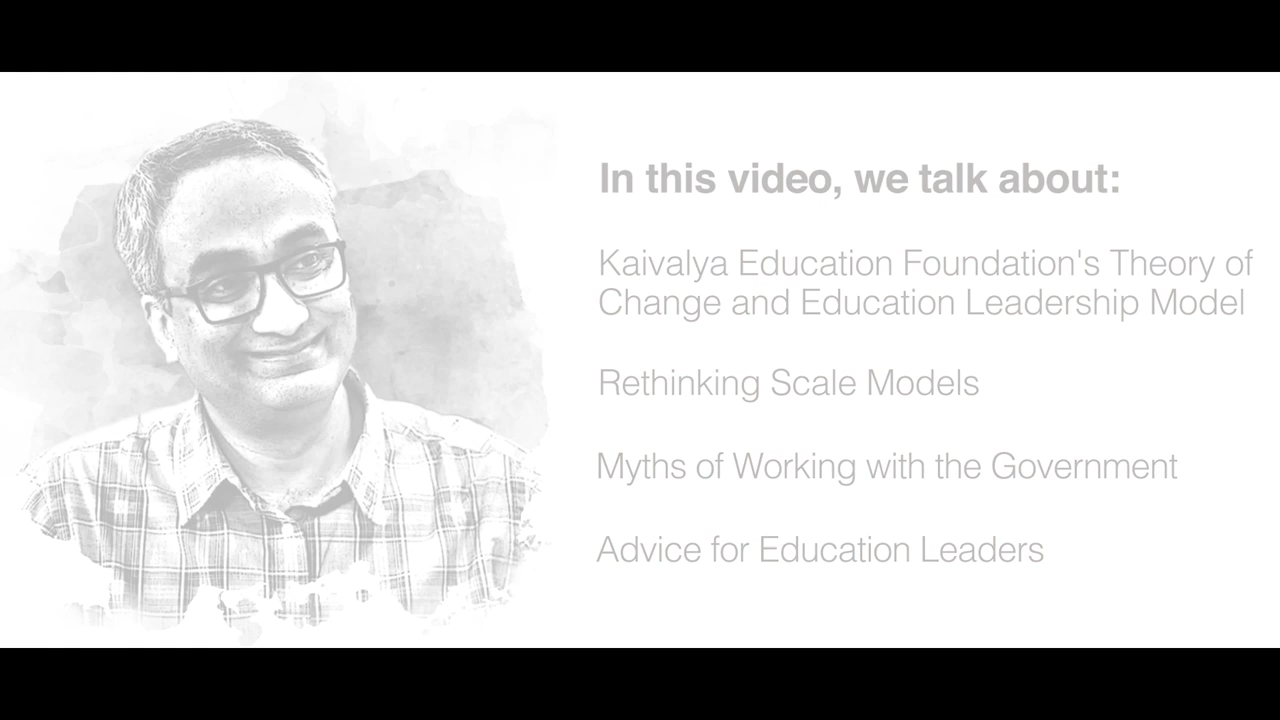 In this video, we talk about:
Kaivalya Education Foundation's Theory of
Change and Education Leadership Model
Rethinking Scale Models
Myths of Working with the Government
Advice for Education Leaders